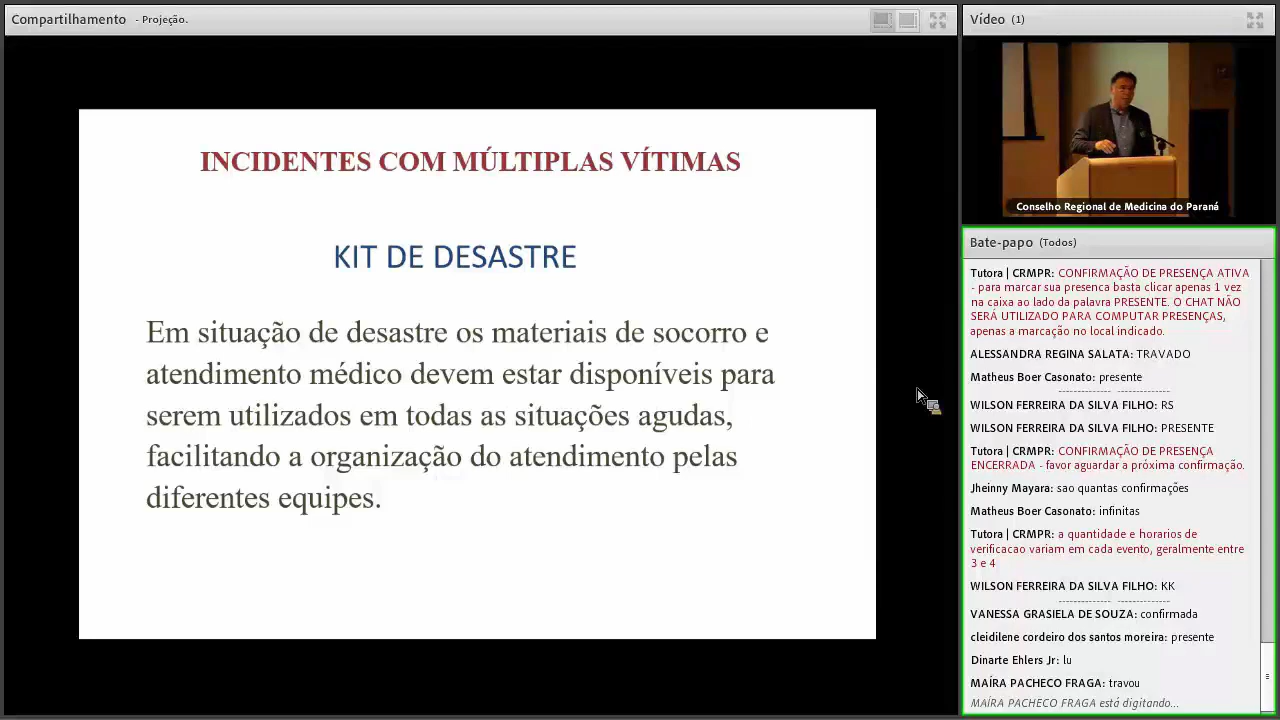 Compartilhamento - Projeção.
INCIDENTES COM MÚLTIPLAS VÍTIMAS
KIT DE DESASTRE
Em situação de desastre os materiais de socorro e
atendimento médico devem estar disponíveis para
serem utilizados em todas as situações agudas,
facilitando a organização do atendimento pelas
diferentes equipes.
Vídeo (1)
Conselho Regional de Medicina do Paraná
Bate-papo (Todos)
Tutora | CRMPR: CONFIRMAÇÃO DE PRESENÇA ATIVA
- para marcar sua presenca basta clicar apenas 1 vez
na caixa ao lado da palavra PRESENTE. O CHAT NÃO
SERÁ UTILIZADO PARA COMPUTAR PRESENÇAS,
apenas a marcação no local indicado.
ALESSANDRA REGINA SALATA: TRAVADO
Matheus Boer Casonato: presente
WILSON FERREIRA DA SILVA FILHO: RS
WILSON FERREIRA DA SILVA FILHO: PRESENTE
Tutora | CRMPR: CONFIRMAÇÃO DE PRESENÇA
ENCERRADA - favor aguardar a próxima confirmação.
Jheinny Mayara: sao quantas confirmações
Matheus Boer Casonato: infinitas
Tutora | CRMPR: a quantidade e horarios de
verificacao variam em cada evento, geralmente entre
3 e 4
WILSON FERREIRA DA SILVA FILHO: KK
VANESSA GRASIELA DE SOUZA: confirmada
cleidilene cordeiro dos santos moreira: presente
Dinarte Ehlers Jr: lu
MAÍRA PACHECO FRAGA: travou
MAÍRA PACHECO FRAGA está digitando...